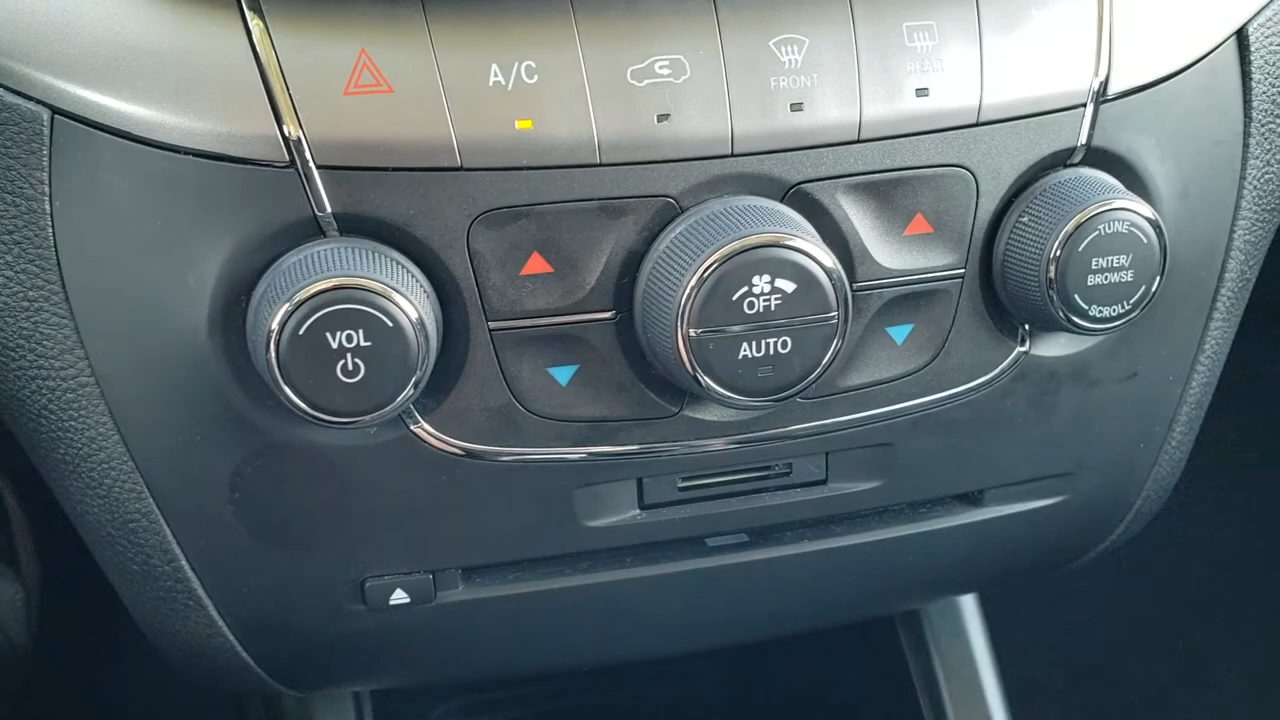 A/C
FRONT
REAR
VOL
OFF
AUTO
TUNE
ENTER/
BROWSE
SCROLL